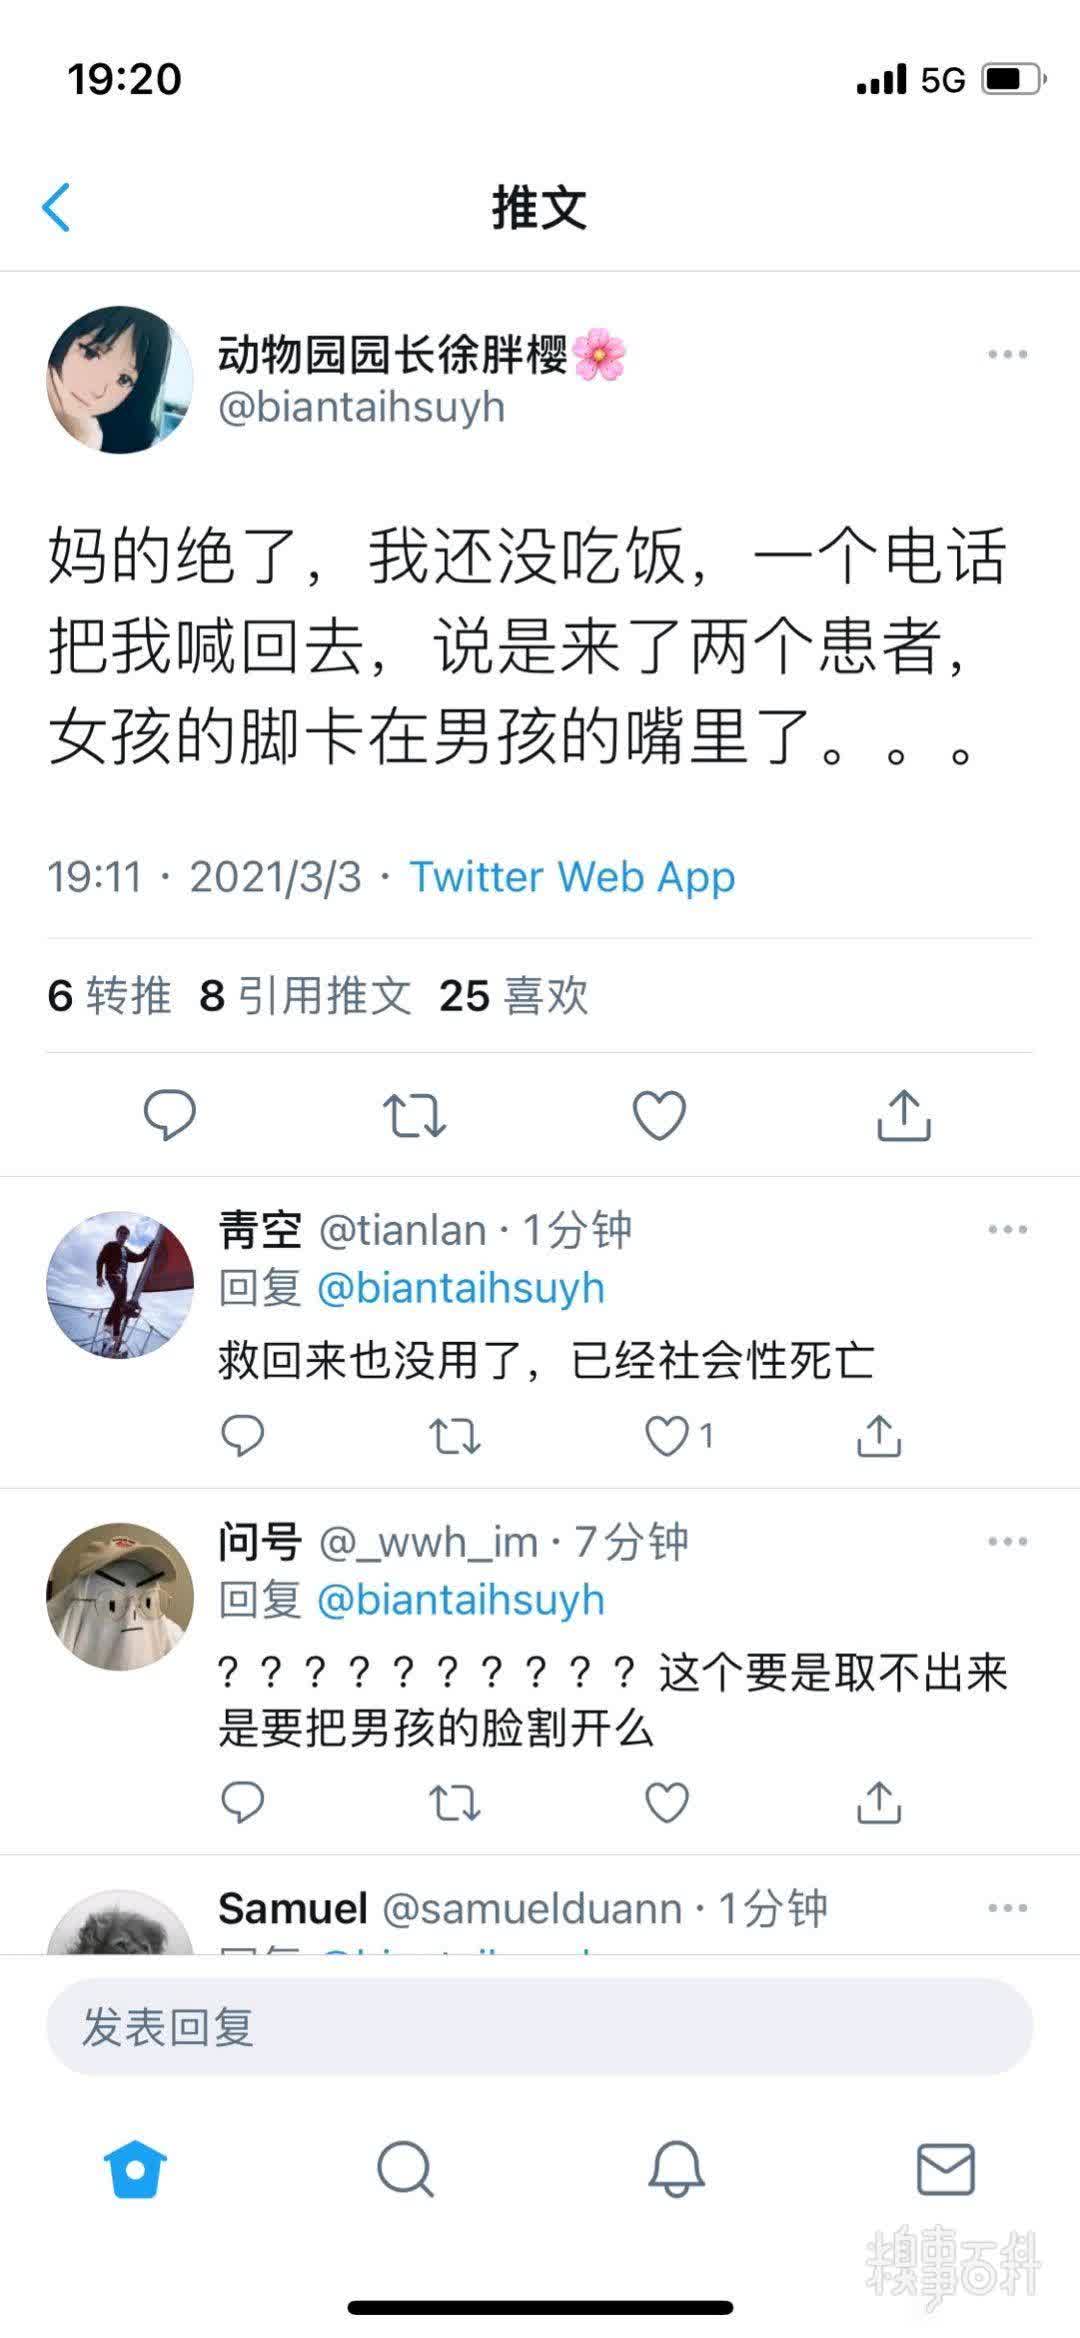 19:20 5G
推文
动物园园长徐胖樱🌸
@biantaihsuyh
妈的绝了，我还没吃饭，一个电话
把我喊回去，说是来了两个患者，
女孩的脚卡在男孩的嘴里了。。。
19:11 · 2021/3/3 · Twitter Web App
6 转推 8 引用推文 25 喜欢
青空 @tianlan · 1分钟
回复 @biantaihsuyh
救回来也没用了，已经社会性死亡
1
问号 @_wwh_im · 7分钟
回复 @biantaihsuyh
？？？？？？？？？？这个要是取不出来
是要把男孩的脸割开么
Samuel @samuelduann · 1分钟
发表回复
糗事百科